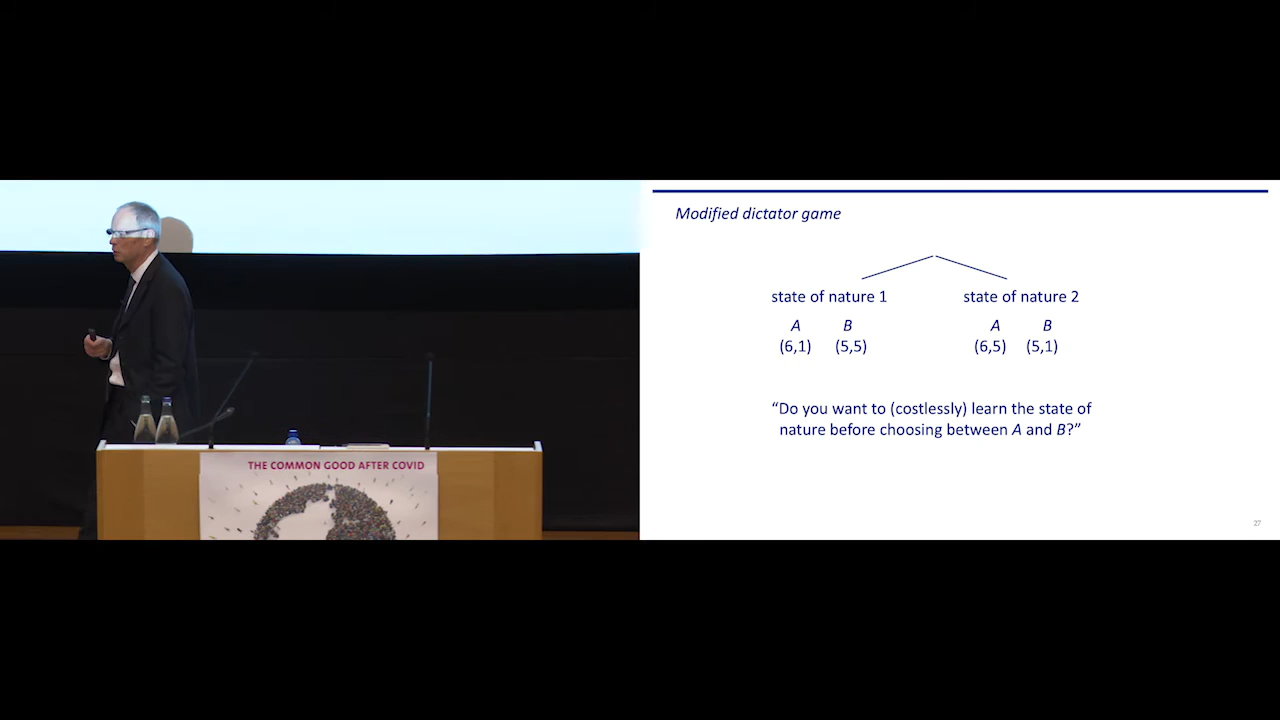 THE COMMON GOOD AFTER COVID
Modified dictator game
state of nature 1 state of nature 2
A B A B
(6,1) (5,5) (6,5) (5,1)
“Do you want to (costlessly) learn the state of
nature before choosing between A and B?”
27